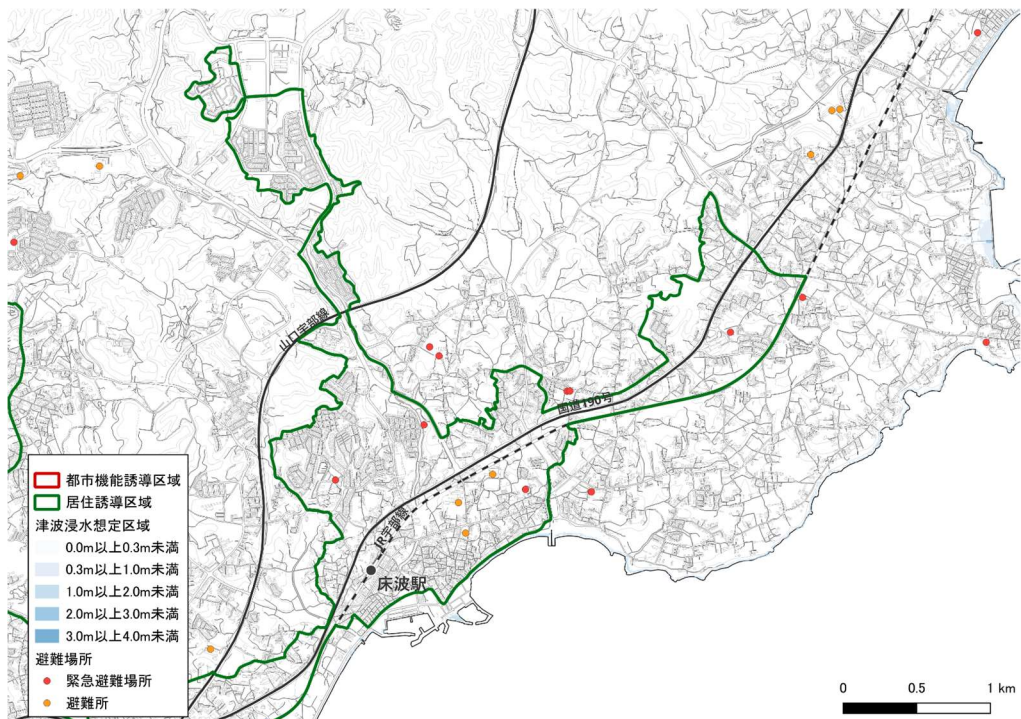 山口宇部線
国道190号
JR宇部線
床波駅
都市機能誘導区域
居住誘導区域
津波浸水想定区域
0.0m以上0.3m未満
0.3m以上1.0m未満
1.0m以上2.0m未満
2.0m以上3.0m未満
3.0m以上4.0m未満
避難場所
緊急避難場所
避難所
0 0.5 1 km